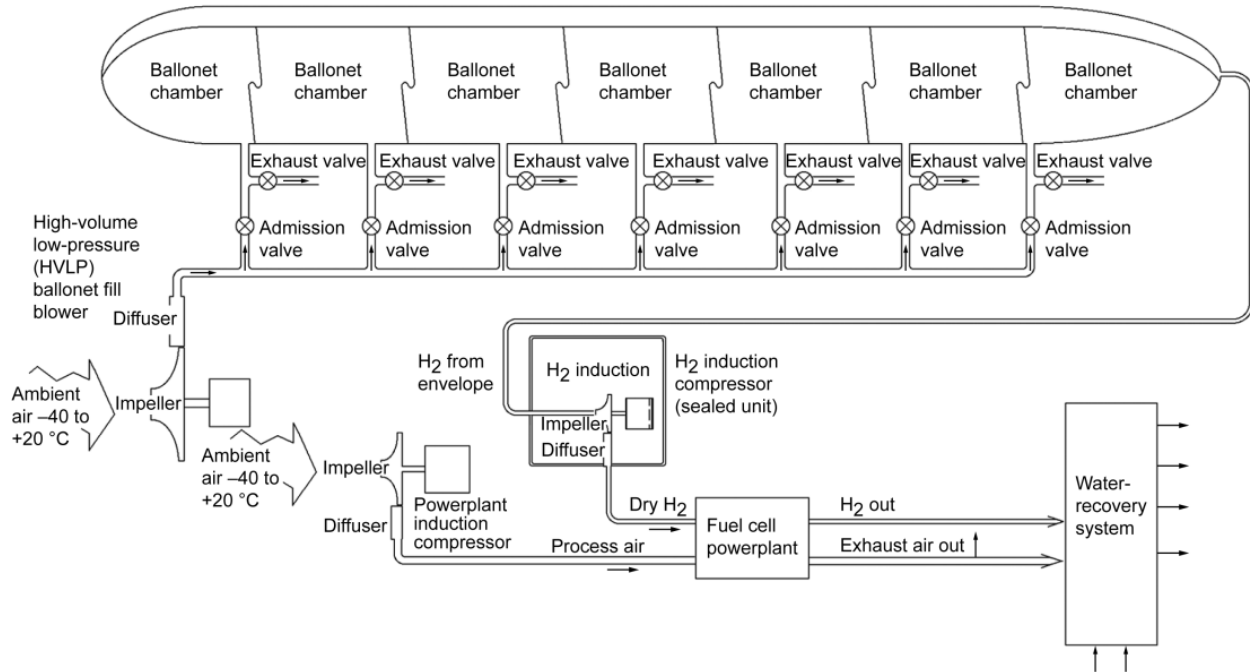 Ballonet
chamber
Ballonet
chamber
Ballonet
chamber
Ballonet
chamber
Ballonet
chamber
Ballonet
chamber
Ballonet
chamber
Exhaust valve
Exhaust valve
Exhaust valve
Exhaust valve
Exhaust valve
Exhaust valve
Exhaust valve
Admission
valve
Admission
valve
Admission
valve
Admission
valve
Admission
valve
Admission
valve
Admission
valve
High-volume
low-pressure
(HVLP)
ballonet fill
blower
Diffuser
Impeller
Ambient
air –40 to
+20 °C
Ambient
air –40 to
+20 °C
Impeller
Diffuser
Powerplant
induction
compressor
Process air
H2 from
envelope
H2 induction
Impeller
Diffuser
H2 induction
compressor
(sealed unit)
Dry H2
Fuel cell
powerplant
H2 out
Exhaust air out
Water-
recovery
system